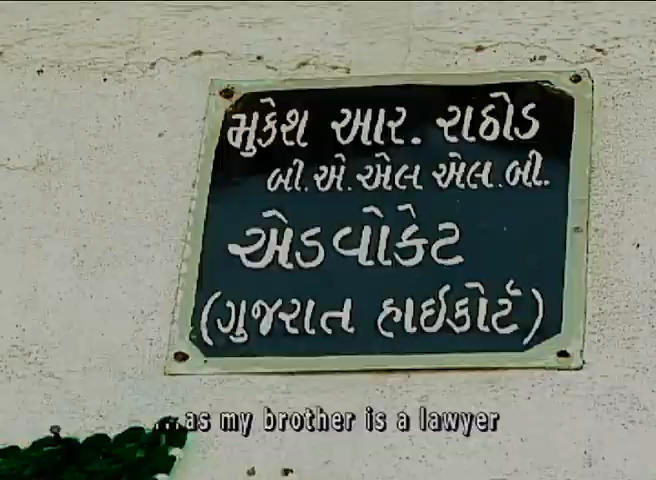 મુકેશ આર. રાઠોડ
બી. એ. એલ એલ. બી.
એડવોકેટ
(ગુજરાત હાઈકોર્ટ)
...as my brother is a lawyer